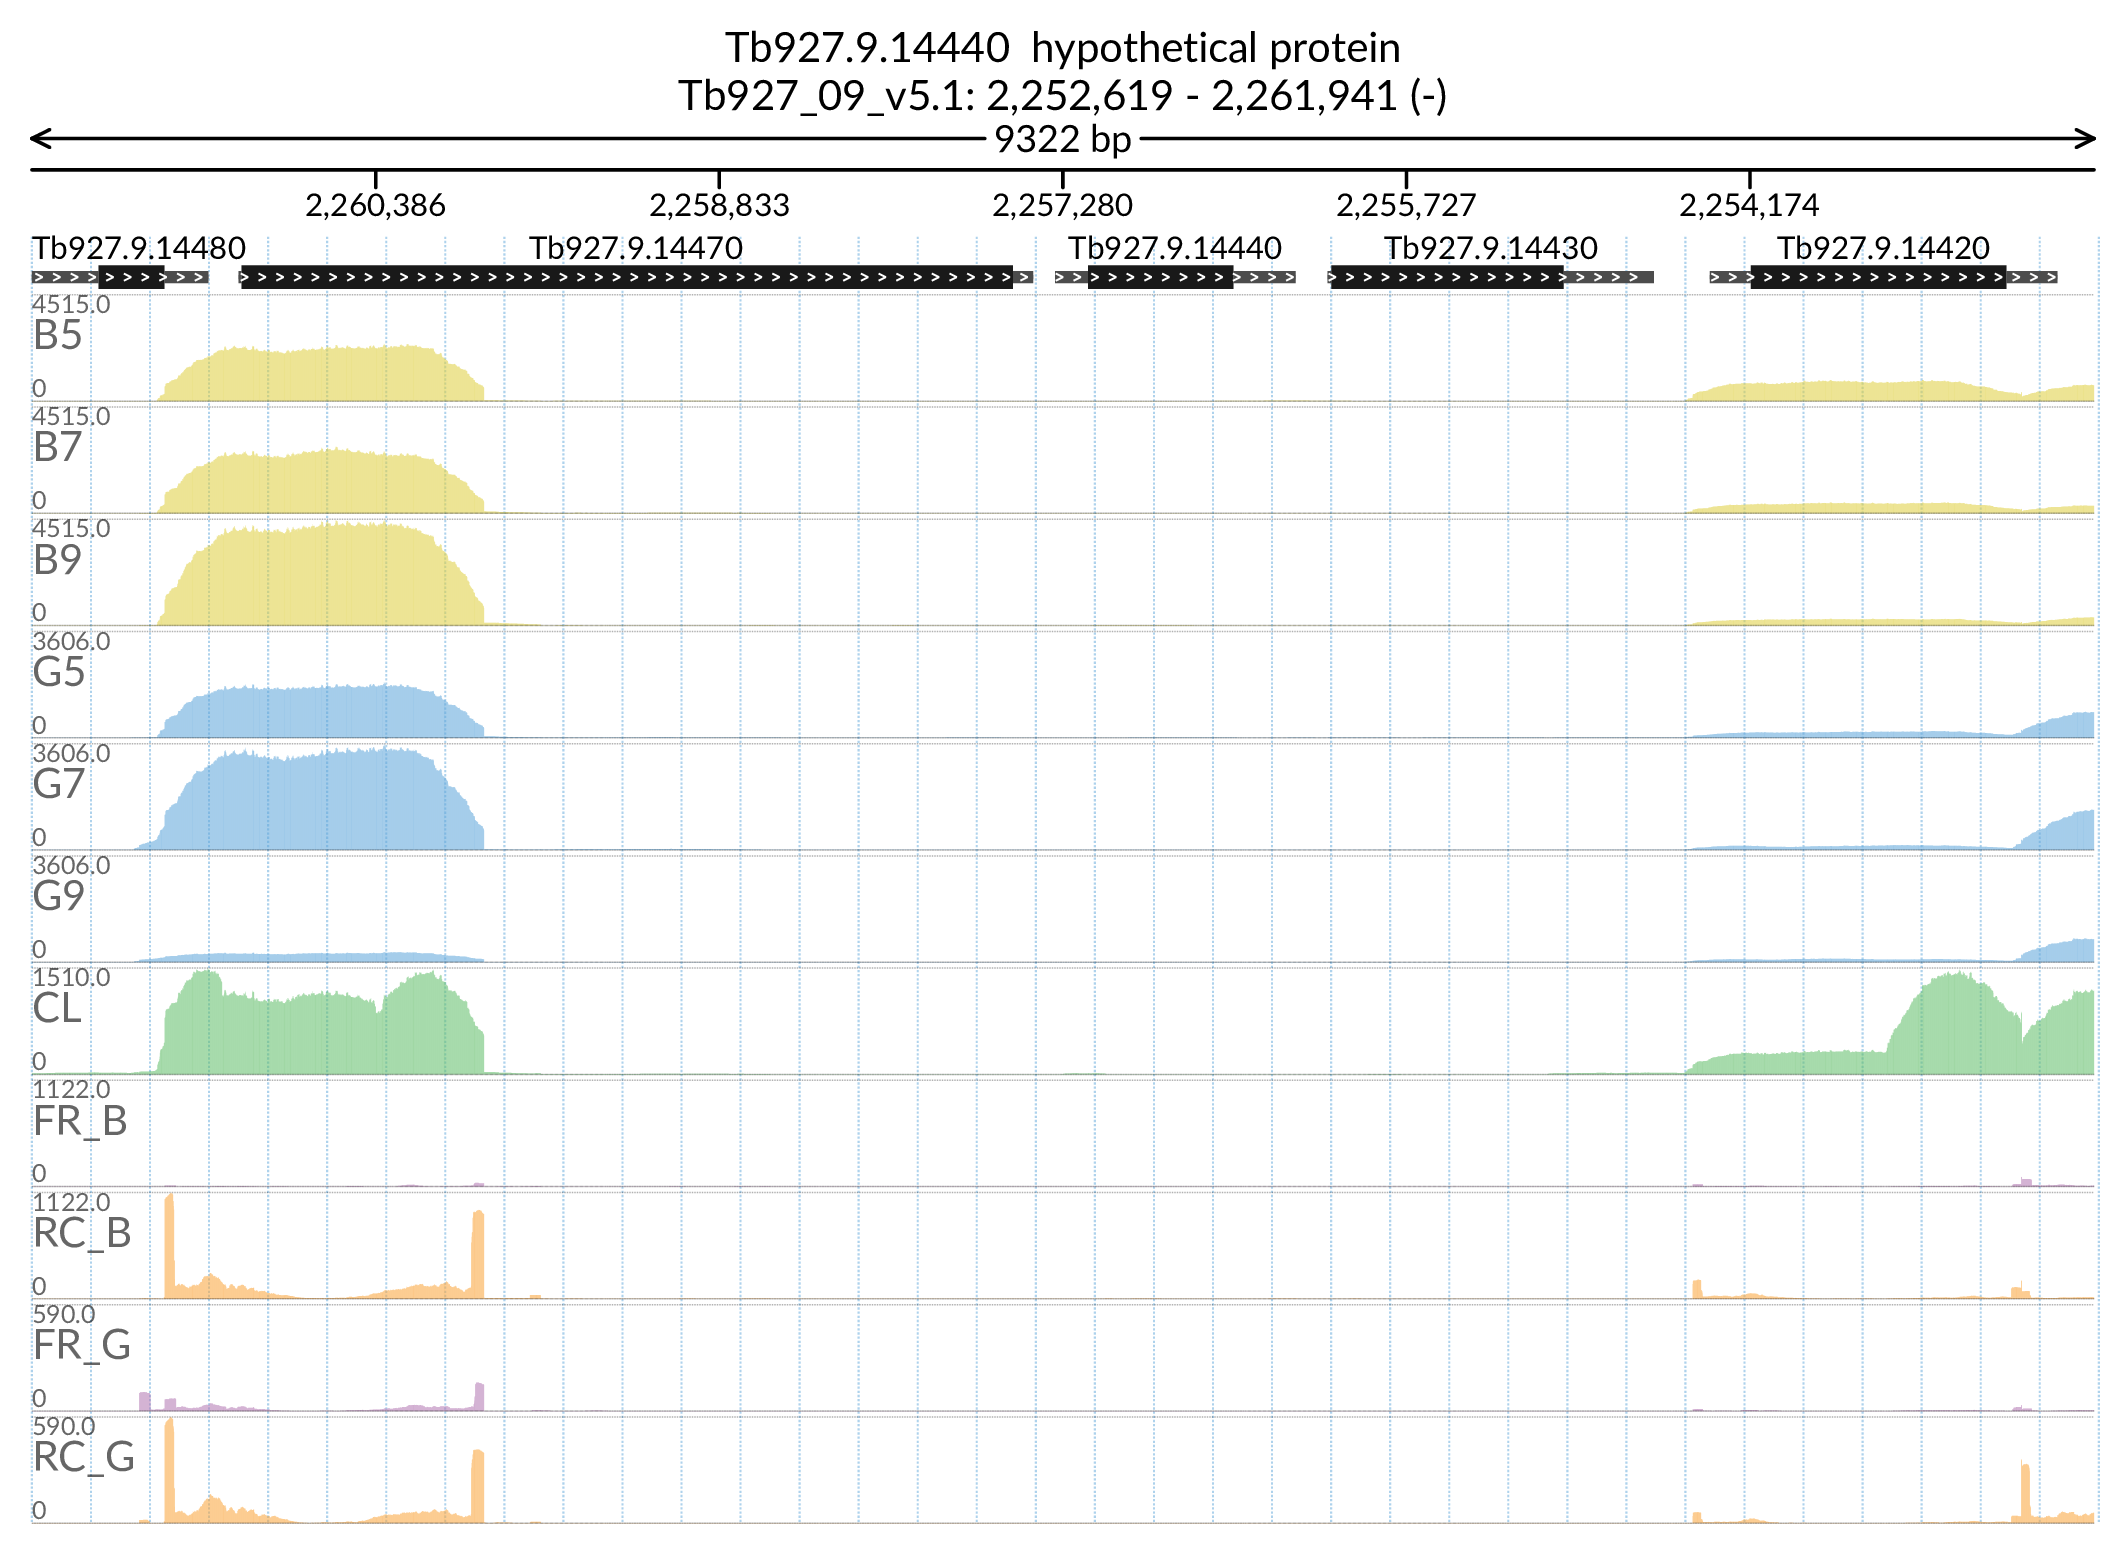 Tb927.9.14440  hypothetical protein
Tb927_09_v5.1: 2,252,619 - 2,261,941 (-)
9322 bp
2,260,386 2,258,833 2,257,280 2,255,727 2,254,174
Tb927.9.14480 Tb927.9.14470 Tb927.9.14440 Tb927.9.14430 Tb927.9.14420
4515.0
B5
0
4515.0
B7
0
4515.0
B9
0
3606.0
G5
0
3606.0
G7
0
3606.0
G9
0
1510.0
CL
0
1122.0
FR_B
0
1122.0
RC_B
0
590.0
FR_G
0
590.0
RC_G
0